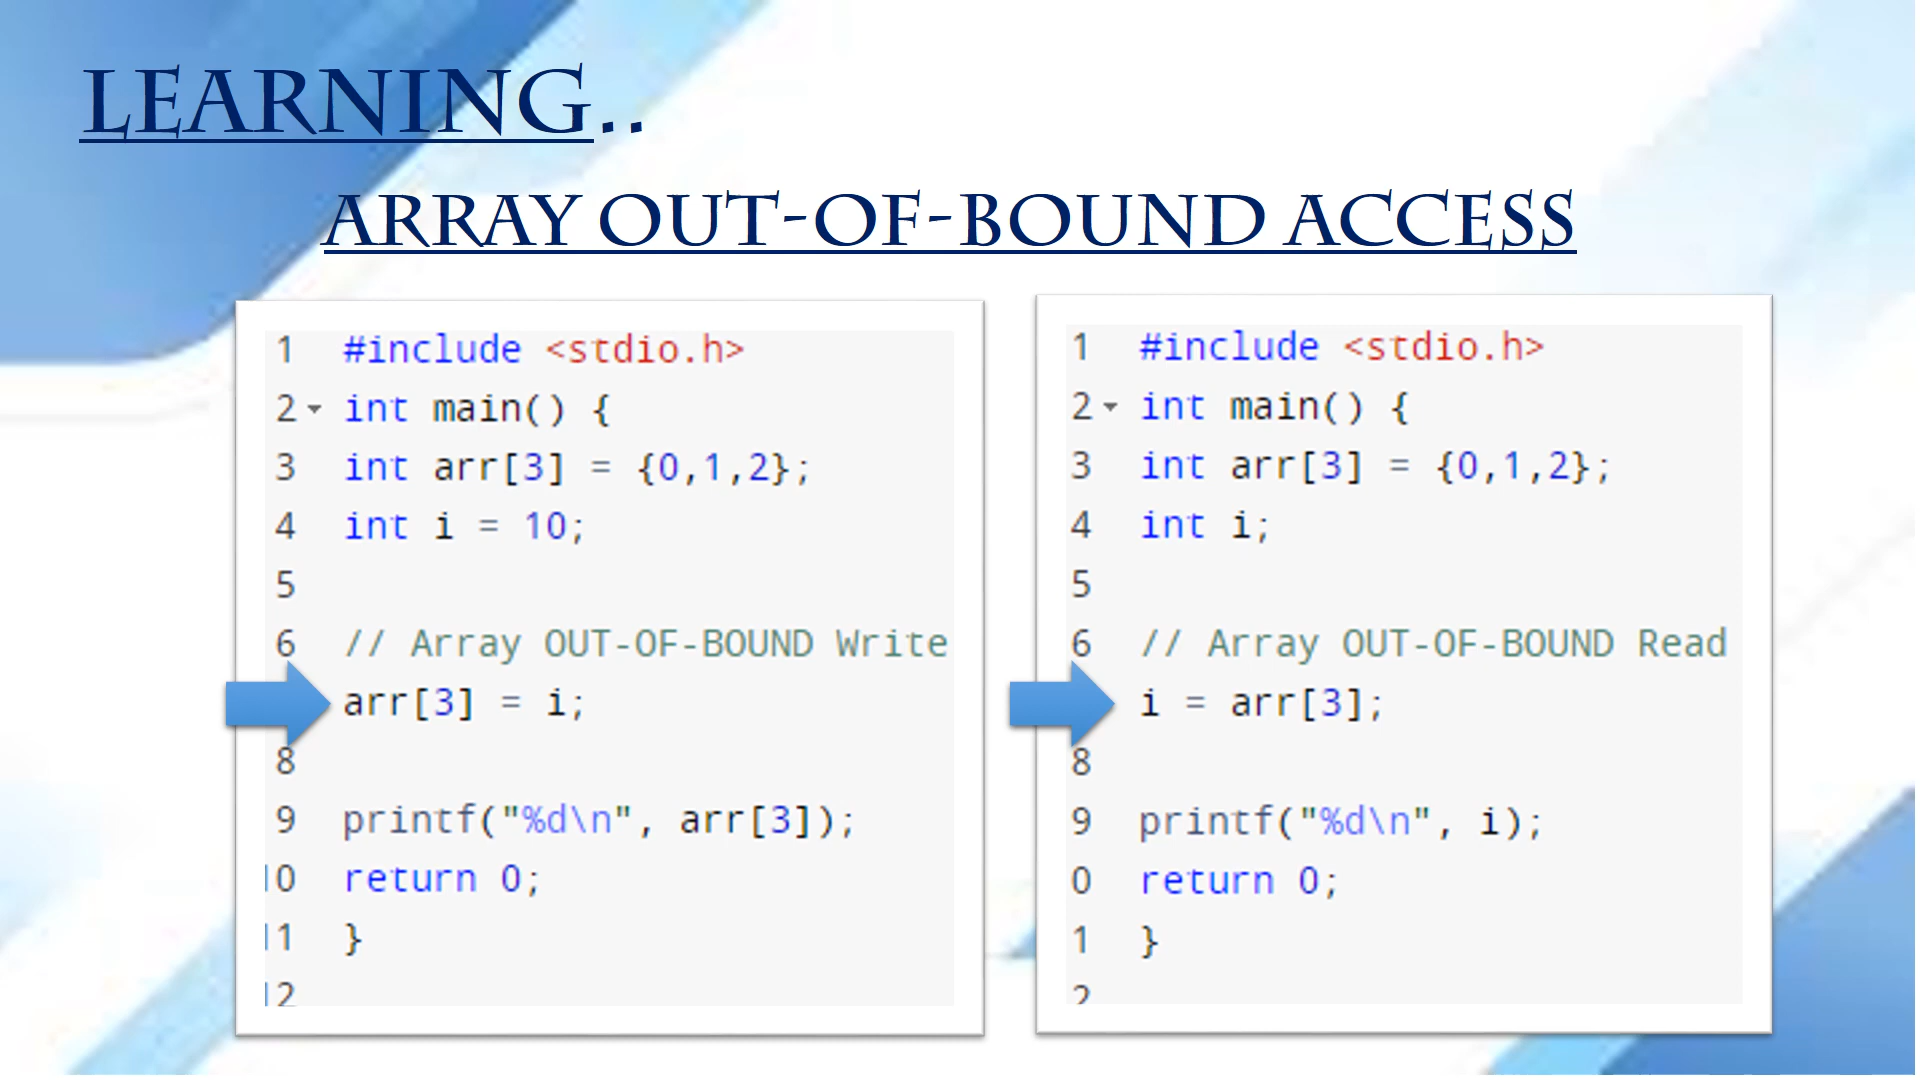 LEARNING..
ARRAY OUT-OF-BOUND ACCESS
1 #include <stdio.h>
2 int main() {
3 int arr[3] = {0,1,2};
4 int i = 10;
5
6 // Array OUT-OF-BOUND Write
arr[3] = i;
8
9 printf("%d\n", arr[3]);
10 return 0;
11 }
12
1 #include <stdio.h>
2 int main() {
3 int arr[3] = {0,1,2};
4 int i;
5
6 // Array OUT-OF-BOUND Read
i = arr[3];
8
9 printf("%d\n", i);
0 return 0;
1 }
2